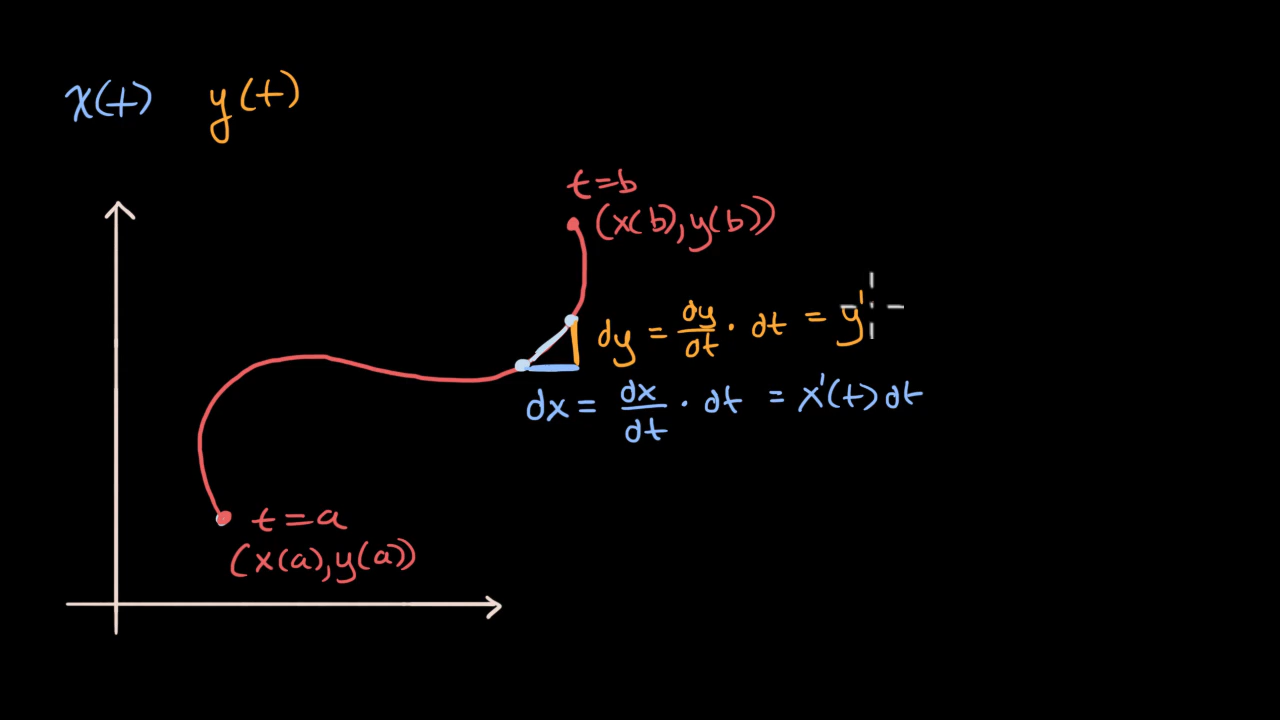 x(t) y(t)
t=b
(x(b),y(b))
dy = dy/dt · dt = y'
dx = dx/dt · dt = x'(t)dt
t=a
(x(a),y(a))